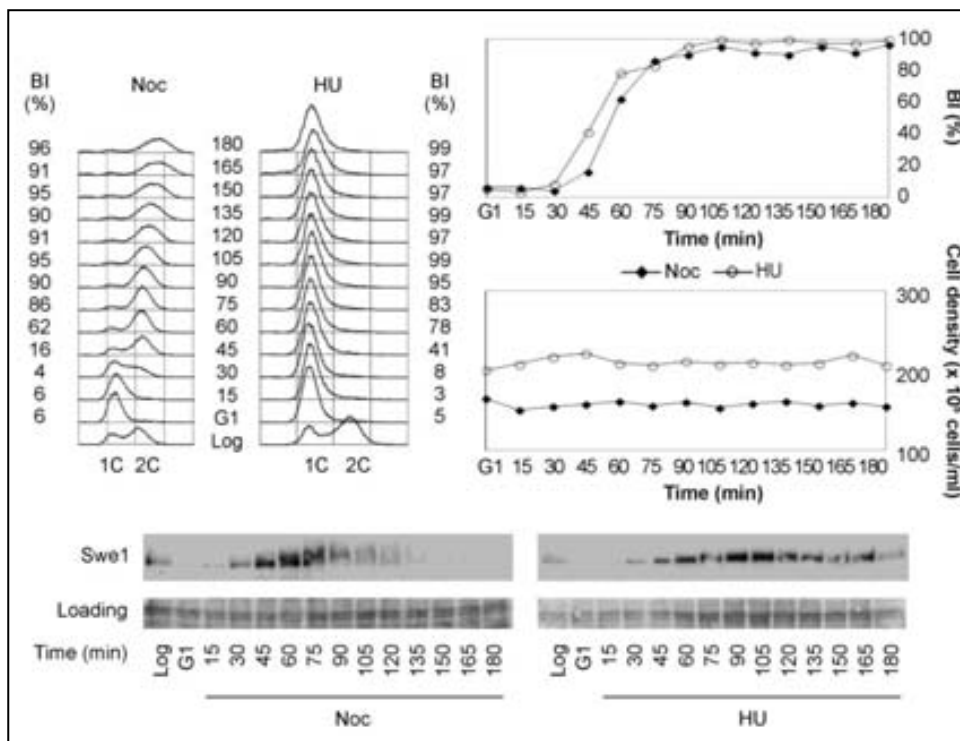 BI (%) Noc HU BI (%)
96 180 99
91 165 97
95 150 97
90 135 99
91 120 97
95 105 99
90 90 95
86 75 83
62 60 78
16 45 41
4 30 8
6 15 3
6 G1 5
Log
1C 2C 1C 2C
100
80
60
40
20
0
BI (%)
G1 15 30 45 60 75 90 105 120 135 150 165 180
Time (min)
Noc HU
300
200
100
Cell density (x 10⁵ cells/ml)
G1 15 30 45 60 75 90 105 120 135 150 165 180
Time (min)
Swe1
Loading
Time (min) Log G1 15 30 45 60 75 90 105 120 135 150 165 180 Log G1 15 30 45 60 75 90 105 120 135 150 165 180
Noc HU